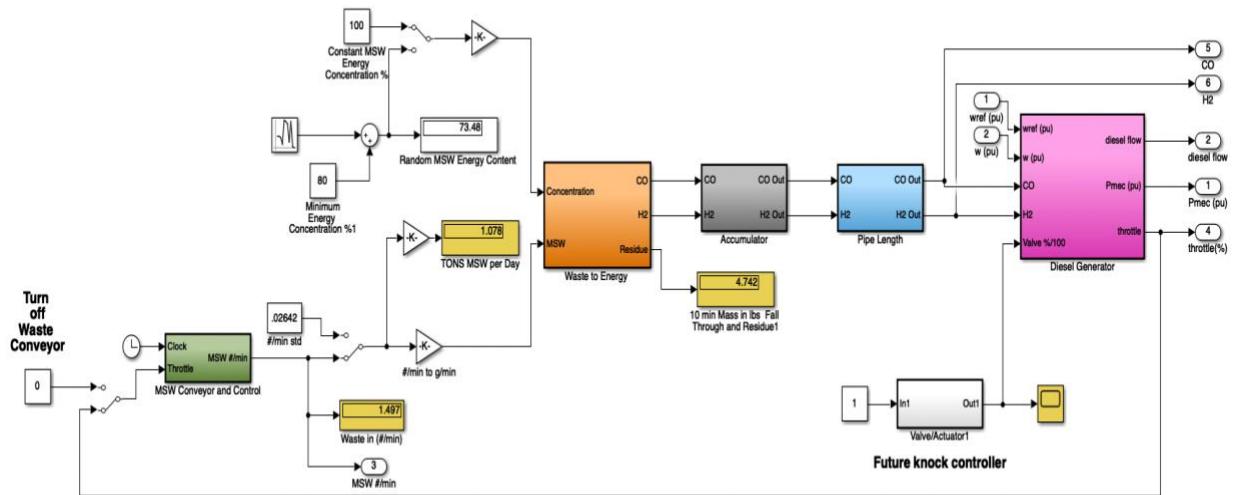 100
Constant MSW
Energy
Concentration %
-K-
5
CO
6
H2
1
wref (pu)
2
w (pu)
73.48
Random MSW Energy Content
80
Minimum
Energy
Concentration %1
Concentration
MSW
CO
H2
Residue
Waste to Energy
CO
H2
CO Out
H2 Out
Accumulator
CO
H2
CO Out
H2 Out
Pipe Length
wref (pu)
w (pu)
CO
H2
Valve %/100
diesel flow
Pmec (pu)
throttle
Diesel Generator
2
diesel flow
1
Pmec (pu)
4
throttle(%)
-K-
1.078
TONS MSW per Day
4.742
10 min Mass in lbs Fall
Through and Residue1
Turn
off
Waste
Conveyor
0
Clock
Throttle
MSW #/min
MSW Conveyor and Control
.02642
#/min std
-K-
#/min to g/min
1.497
Waste in (#/min)
3
MSW #/min
1
In1
Out1
Valve/Actuator1
Future knock controller